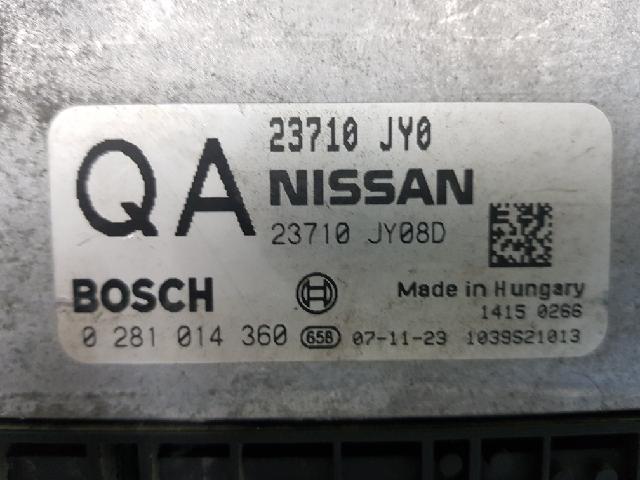 QA
23710 JY0
NISSAN
23710 JY08D
BOSCH
Made in Hungary
1415 0266
0 281 014 360 658 07-11-23 1039S21013